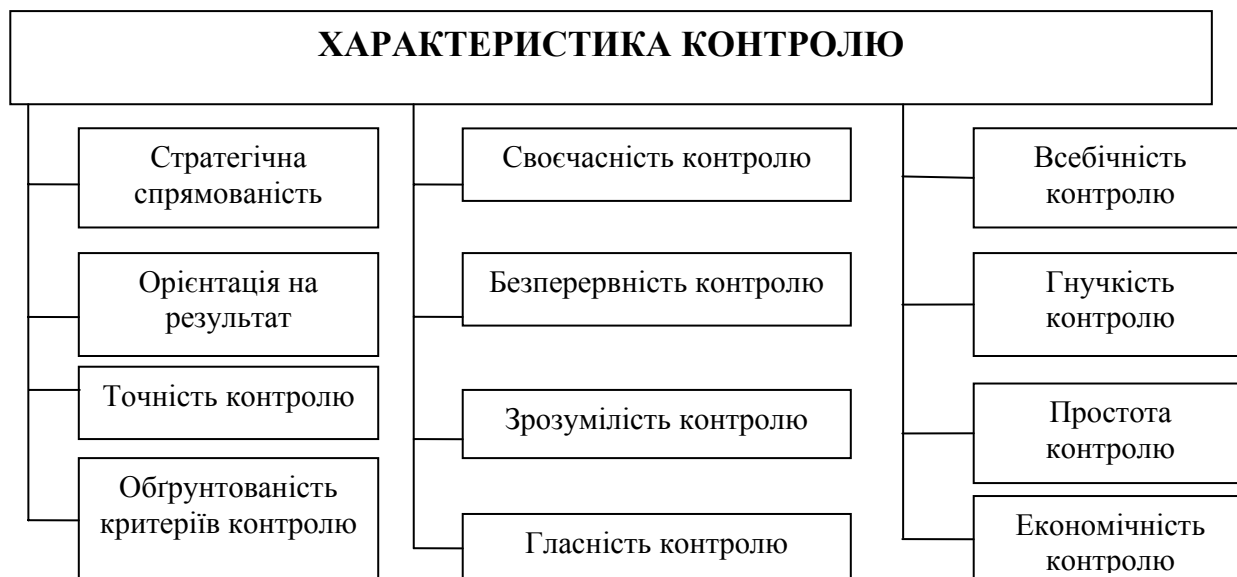 ХАРАКТЕРИСТИКА КОНТРОЛЮ
Стратегічна
спрямованість
Орієнтація на
результат
Точність контролю
Обґрунтованість
критеріїв контролю
Своєчасність контролю
Безперервність контролю
Зрозумілість контролю
Гласність контролю
Всебічність
контролю
Гнучкість
контролю
Простота
контролю
Економічність
контролю